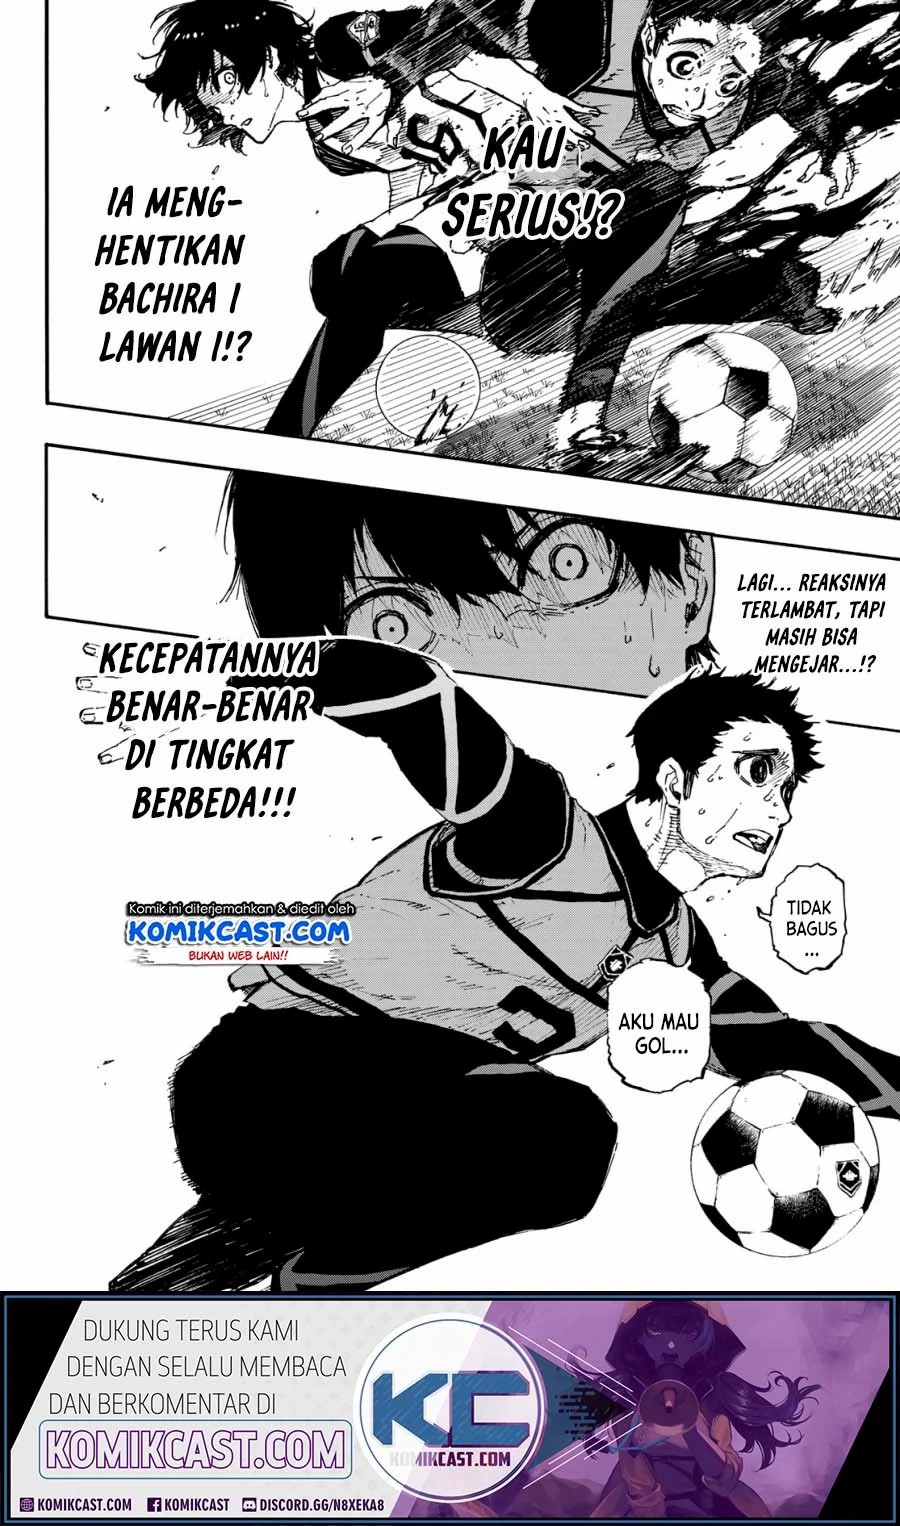 KAU
SERIUS!?
IA MENG-
HENTIKAN
BACHIRA 1
LAWAN 1!?
LAGI... REAKSINYA
TERLAMBAT, TAPI
MASIH BISA
MENGEJAR...!?
KECEPATANNYA
BENAR-BENAR
DI TINGKAT
BERBEDA!!!
Komik ini diterjemahkan & diedit oleh
KOMIKCAST.COM
BUKAN WEB LAIN!!
TIDAK
BAGUS
...
AKU MAU
GOL...
DUKUNG TERUS KAMI
DENGAN SELALU MEMBACA
DAN BERKOMENTAR DI
KOMIKCAST.COM
KC
KOMIKCAST.COM
KOMIKCAST.COM KOMIKCAST DISCORD.GG/N8XEKA8